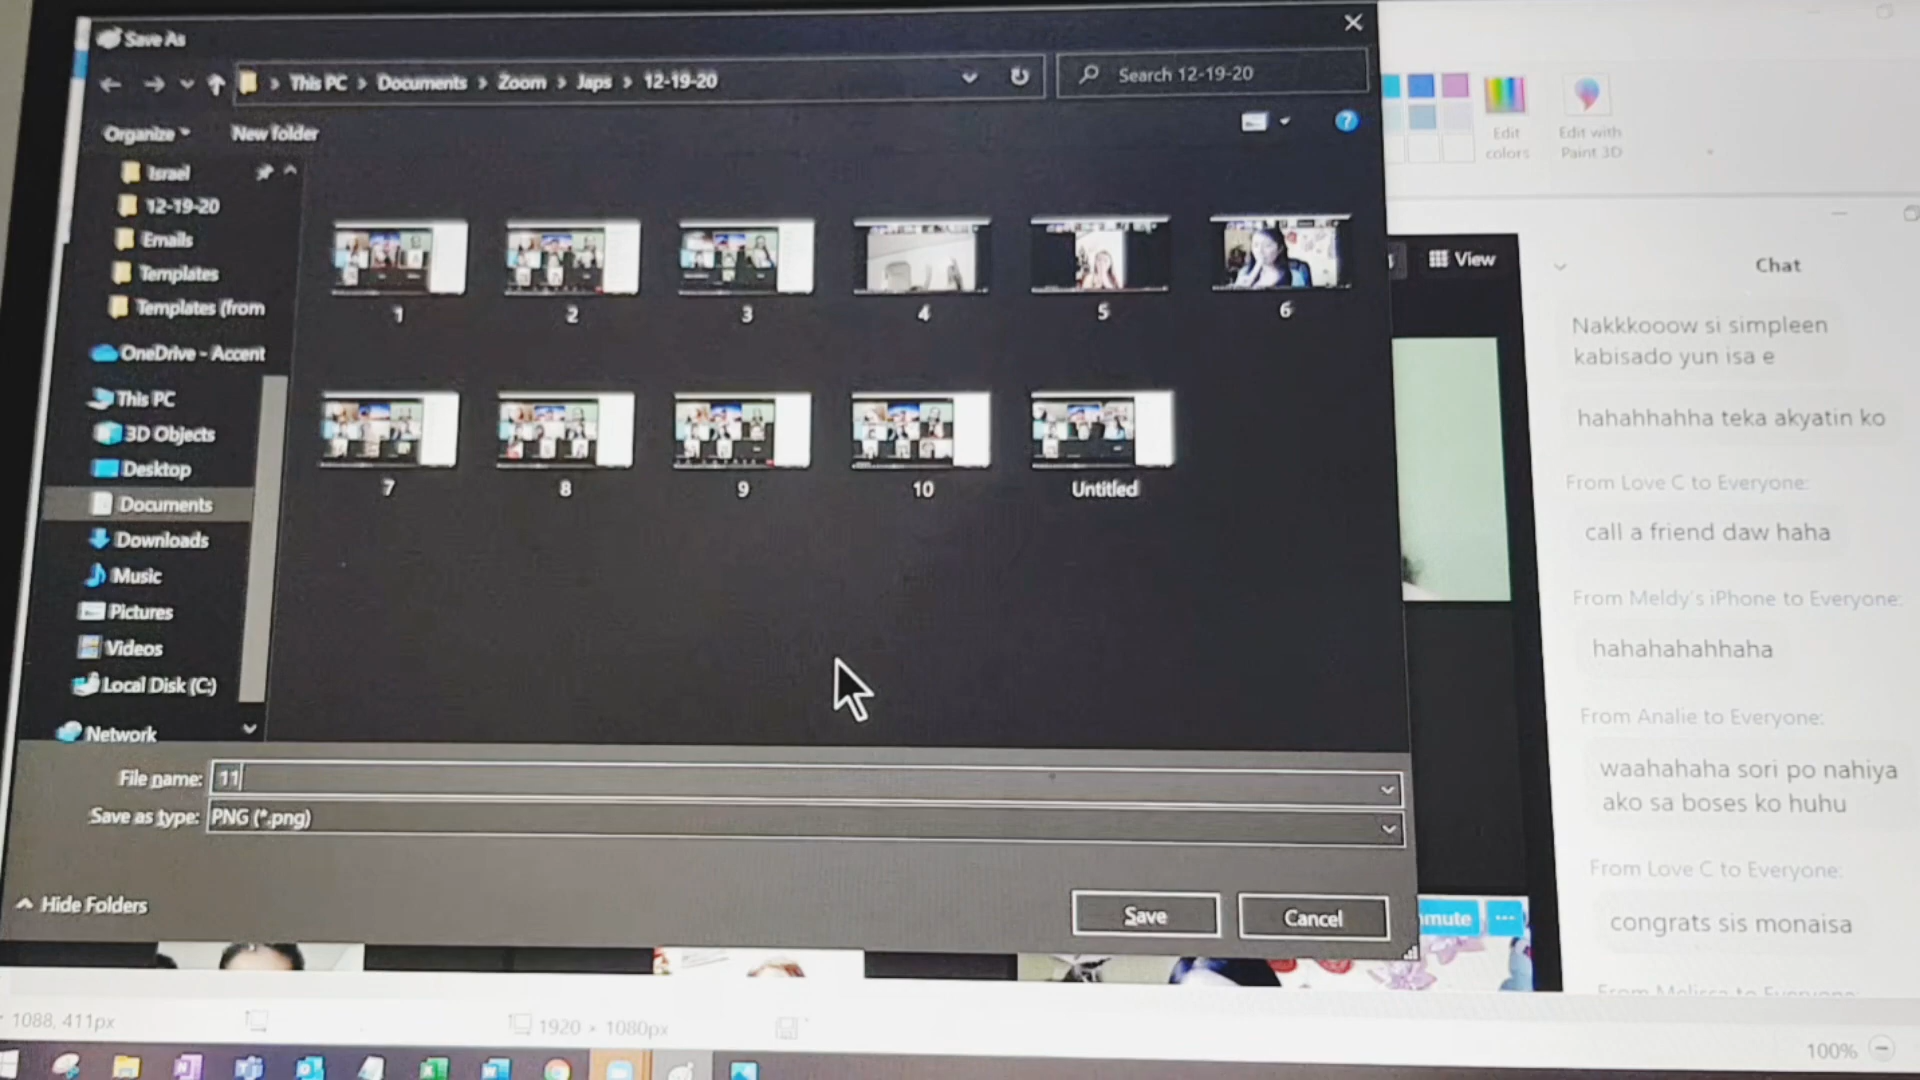 Save As
This PC > Documents > Zoom > Japs > 12-19-20
Search 12-19-20
Organize
New folder
Israel
12-19-20
Emails
Templates
Templates (from
OneDrive - Accent
This PC
3D Objects
Desktop
Documents
Downloads
Music
Pictures
Videos
Local Disk (C:)
Network
1
2
3
4
5
6
7
8
9
10
Untitled
File name: 11
Save as type: PNG (*.png)
Hide Folders
Save
Cancel
Edit
colors
Edit with
Paint 3D
View
Chat
Nakkkooow si simpleen
kabisado yun isa e
hahahhahha teka akyatin ko
From Love C to Everyone:
call a friend daw haha
From Meldy's iPhone to Everyone:
hahahahahhaha
From Analie to Everyone:
waahahaha sori po nahiya
ako sa boses ko huhu
From Love C to Everyone:
congrats sis monaisa
From Melissa to Everyone:
mute
1088, 411px
1920 × 1080px
100%